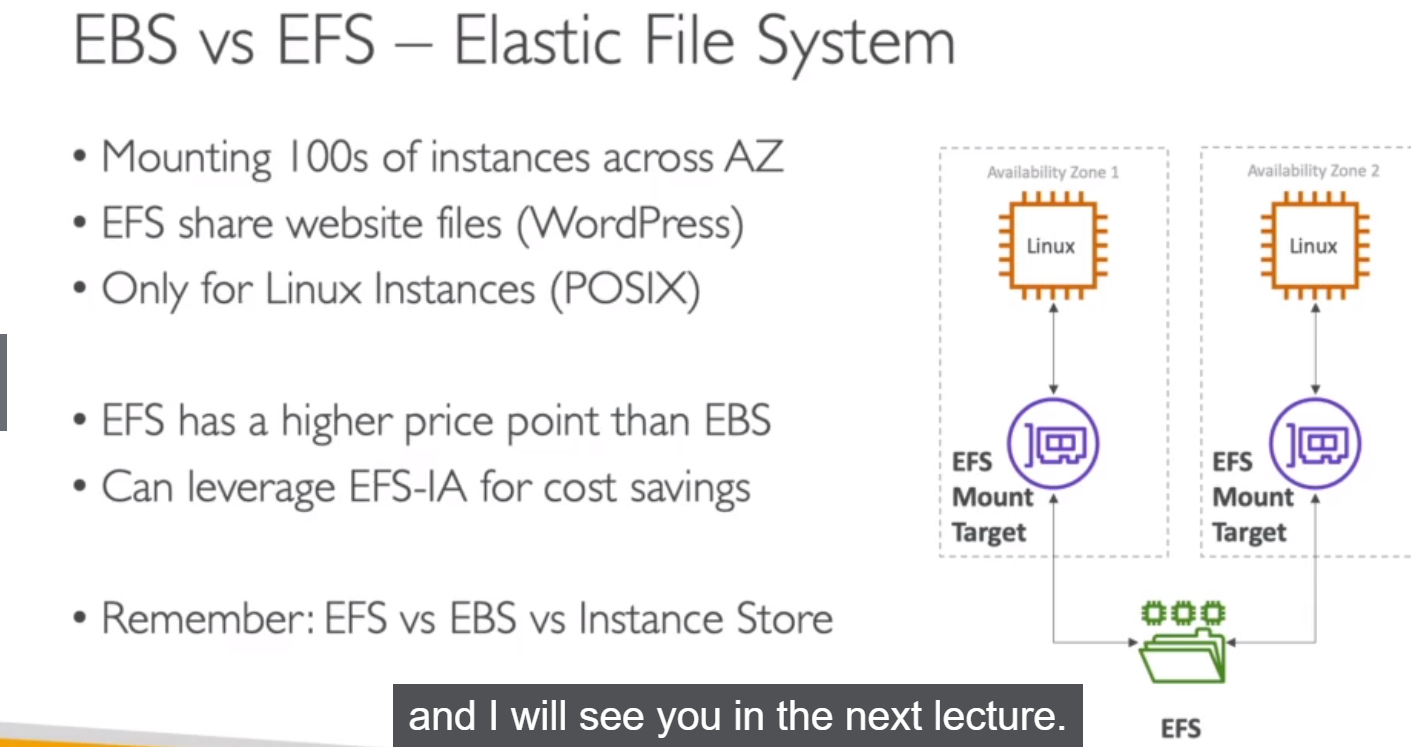 EBS vs EFS – Elastic File System
• Mounting 100s of instances across AZ
• EFS share website files (WordPress)
• Only for Linux Instances (POSIX)
• EFS has a higher price point than EBS
• Can leverage EFS-IA for cost savings
• Remember: EFS vs EBS vs Instance Store
Availability Zone 1
Linux
EFS
Mount
Target
Availability Zone 2
Linux
EFS
Mount
Target
EFS
and I will see you in the next lecture.